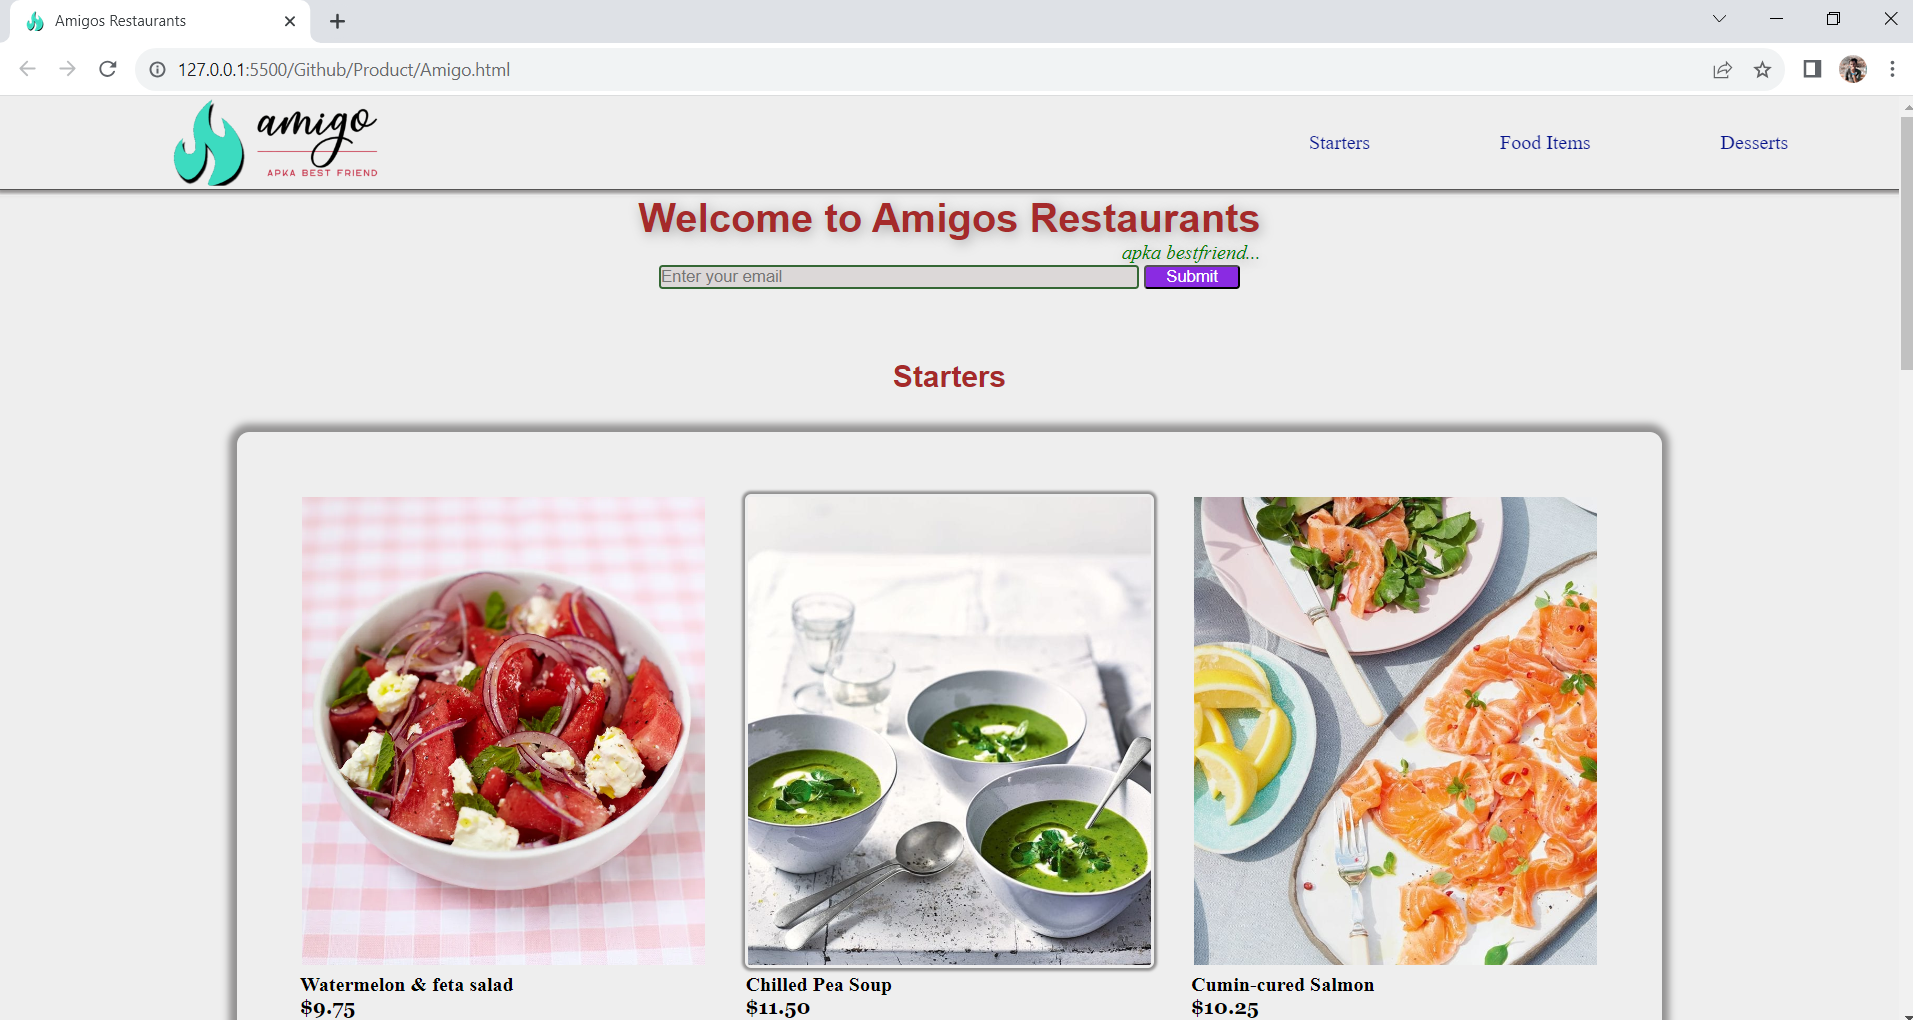 Amigos Restaurants
127.0.0.1:5500/Github/Product/Amigo.html
amigo
APKA BEST FRIEND
Starters
Food Items
Desserts
Welcome to Amigos Restaurants
apka bestfriend...
Enter your email
Submit
Starters
Watermelon & feta salad
$9.75
Chilled Pea Soup
$11.50
Cumin-cured Salmon
$10.25